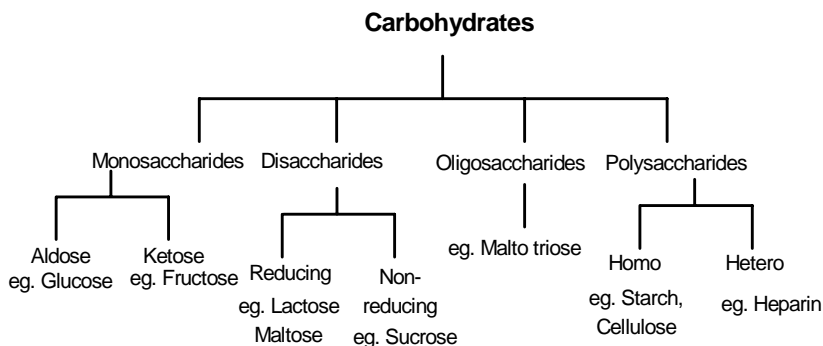 Carbohydrates
Monosaccharides Disaccharides Oligosaccharides Polysaccharides
Aldose
eg. Glucose
Ketose
eg. Fructose
Reducing
eg. Lactose
Maltose
Non-
reducing
eg. Sucrose
eg. Malto triose
Homo
eg. Starch,
Cellulose
Hetero
eg. Heparin